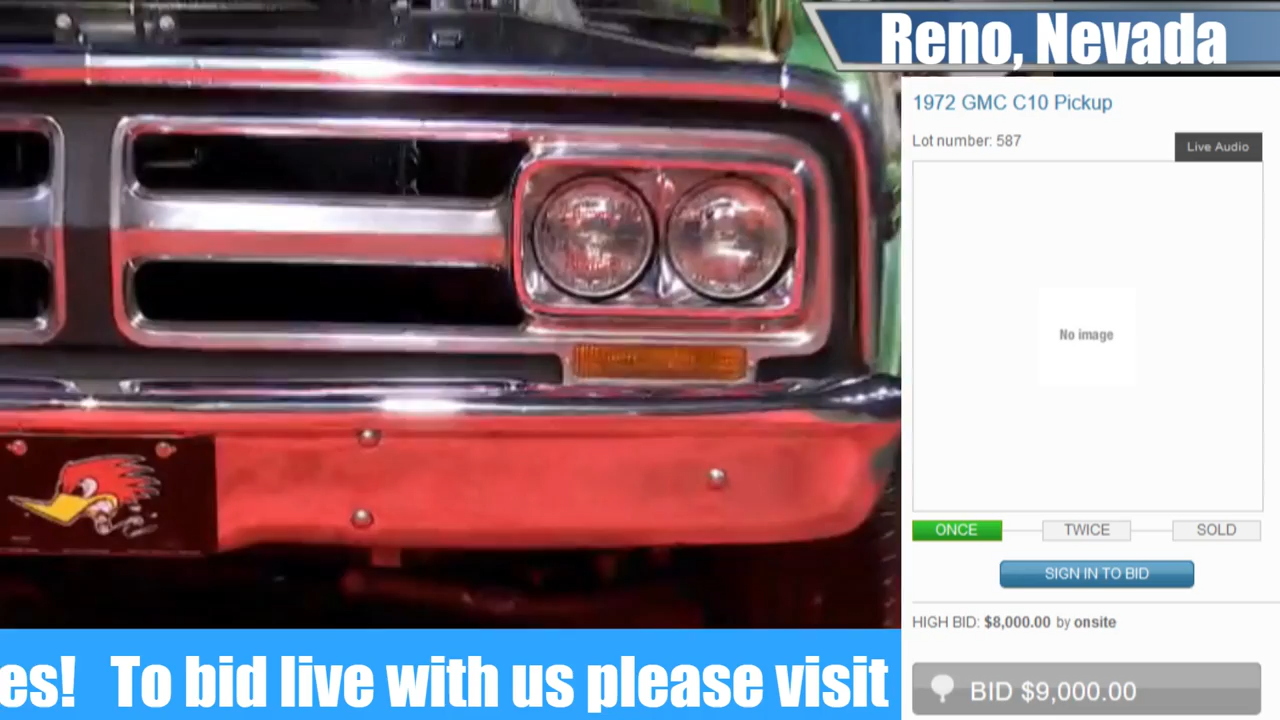 Reno, Nevada
1972 GMC C10 Pickup
Lot number: 587
Live Audio
No image
ONCE
TWICE
SOLD
SIGN IN TO BID
HIGH BID: $8,000.00 by onsite
BID $9,000.00
es! To bid live with us please visit